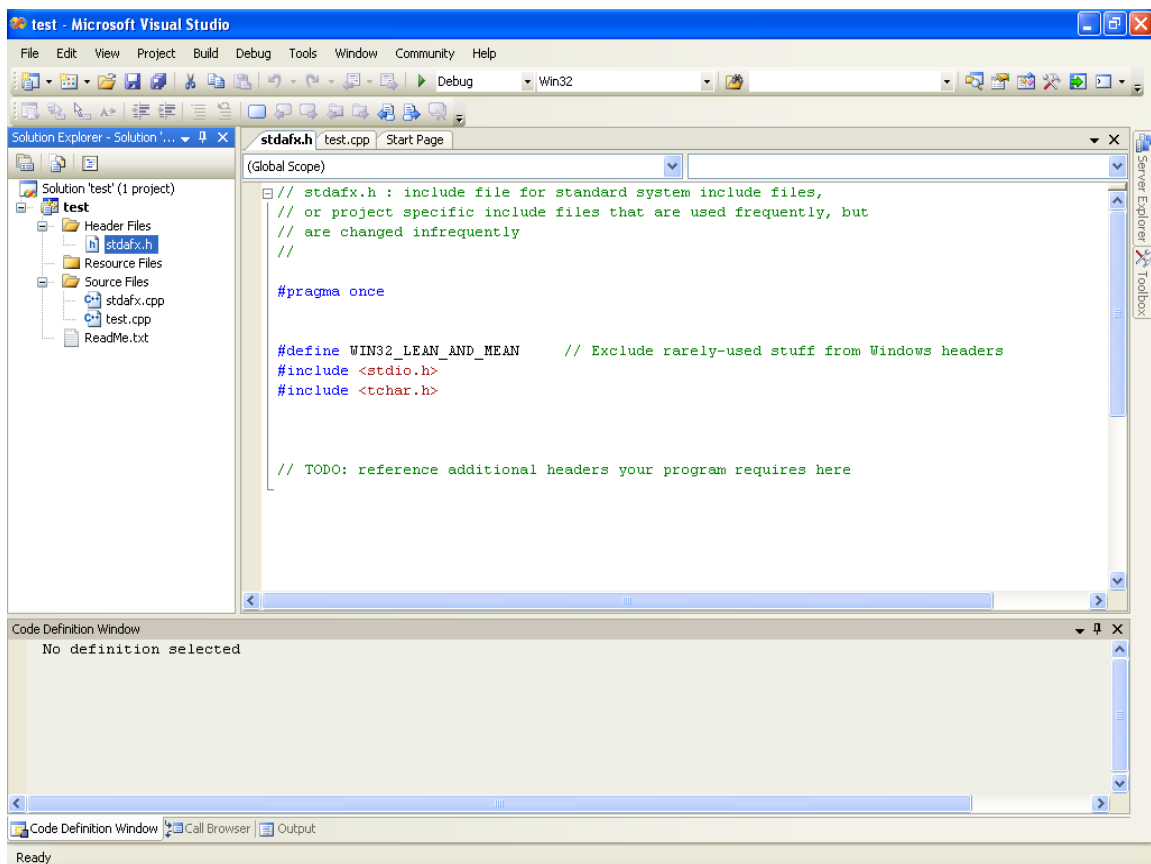 test - Microsoft Visual Studio
File Edit View Project Build Debug Tools Window Community Help
Debug Win32
Solution Explorer - Solution '...
stdafx.h test.cpp Start Page
(Global Scope)
Solution 'test' (1 project)
test
Header Files
stdafx.h
Resource Files
Source Files
stdafx.cpp
test.cpp
ReadMe.txt
// stdafx.h : include file for standard system include files,
// or project specific include files that are used frequently, but
// are changed infrequently
//
#pragma once
#define WIN32_LEAN_AND_MEAN // Exclude rarely-used stuff from Windows headers
#include <stdio.h>
#include <tchar.h>
// TODO: reference additional headers your program requires here
Server Explorer
Toolbox
Code Definition Window
No definition selected
Code Definition Window Call Browser Output
Ready